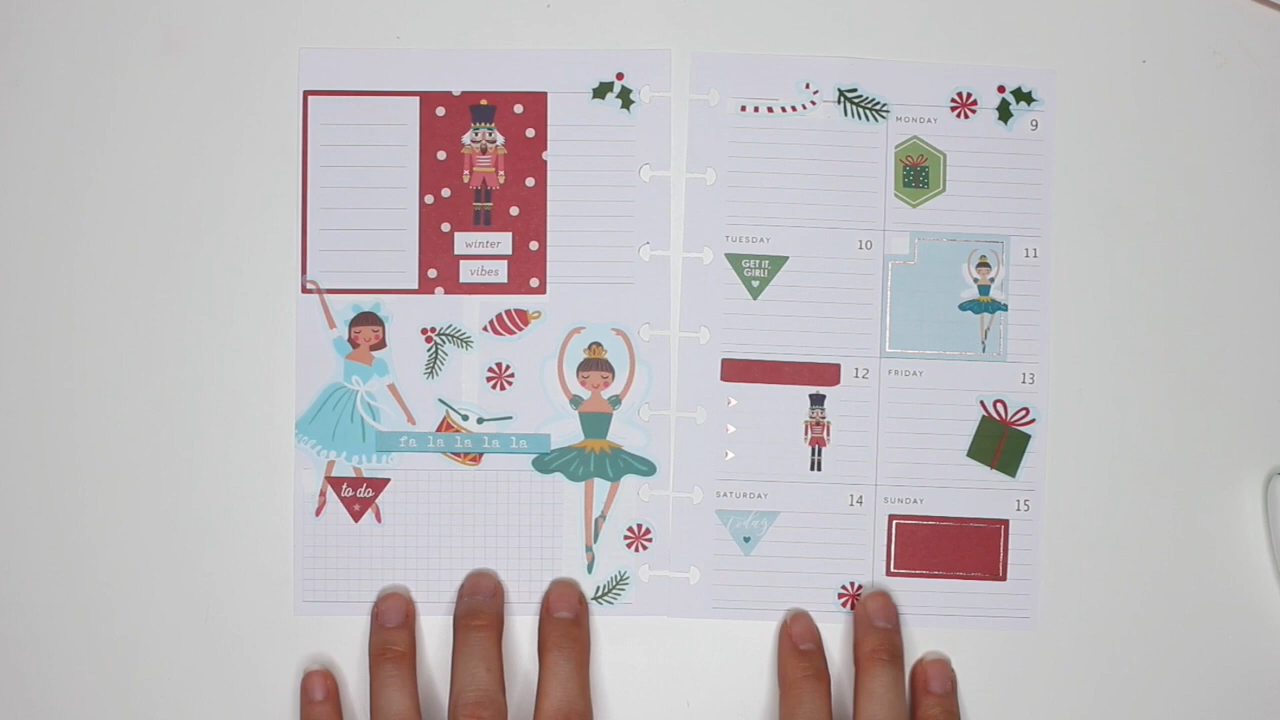 winter
vibes
fa la la la la la
to do
MONDAY
9
TUESDAY
10
GET IT,
GIRL!
11
12
FRIDAY
13
SATURDAY
14
Today
SUNDAY
15